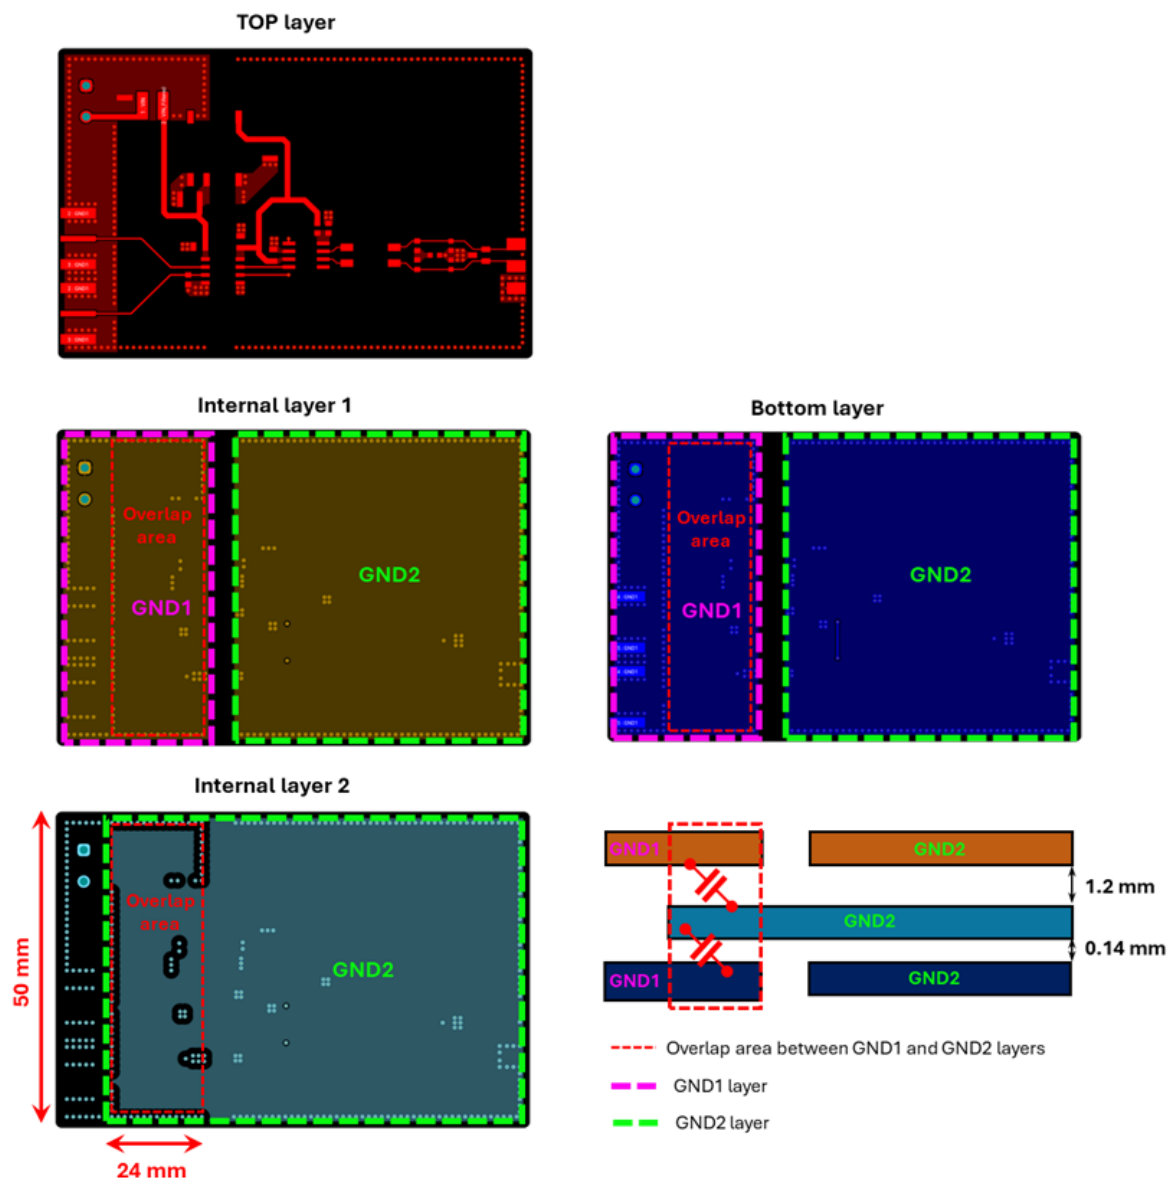 TOP layer
Internal layer 1
Bottom layer
Overlap
area
GND2
GND1
Overlap
area
GND2
GND1
Internal layer 2
Overlap
area
GND2
50 mm
24 mm
GND1
GND2
1.2 mm
GND2
0.14 mm
GND1
GND2
Overlap area between GND1 and GND2 layers
GND1 layer
GND2 layer